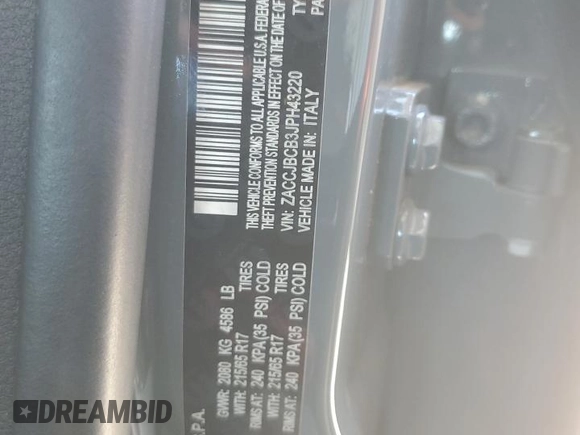 THIS VEHICLE CONFORMS TO ALL APPLICABLE U.S.A. FEDERAL
THEFT PREVENTION STANDARDS IN EFFECT ON THE DATE OF
VIN: ZACCJBCB3JPH43220
VEHICLE MADE IN: ITALY
TY
PA
.P.A.
GVWR: 2080 KG 4586 LB
WITH: 215/65 R17 TIRES
RIMS AT: 240 KPA(35 PSI) COLD
WITH: 215/65 R17 TIRES
RIMS AT: 240 KPA(35 PSI) COLD
DREAMBID